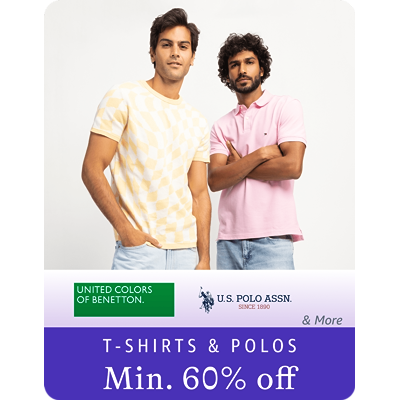 UNITED COLORS
OF BENETTON.
U.S. POLO ASSN.
SINCE 1890
& More
T-SHIRTS & POLOS
Min. 60% off